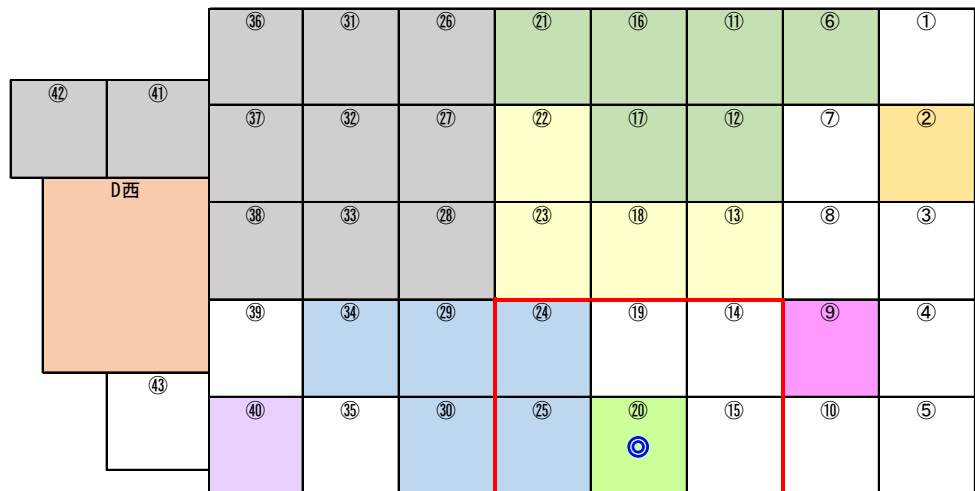 ㊱ ㉛ ㉖ ㉑ ⑯ ⑪ ⑥ ①
㊷ ㊶
㊲ ㉜ ㉗ ㉒ ⑰ ⑫ ⑦ ②
D西
㊳ ㉝ ㉘ ㉓ ⑱ ⑬ ⑧ ③
㊴ ㉞ ㉙ ㉔ ⑲ ⑭ ⑨ ④
㊸
㊵ ㉟ ㉚ ㉕ ⑳ ⑮ ⑩ ⑤
◎